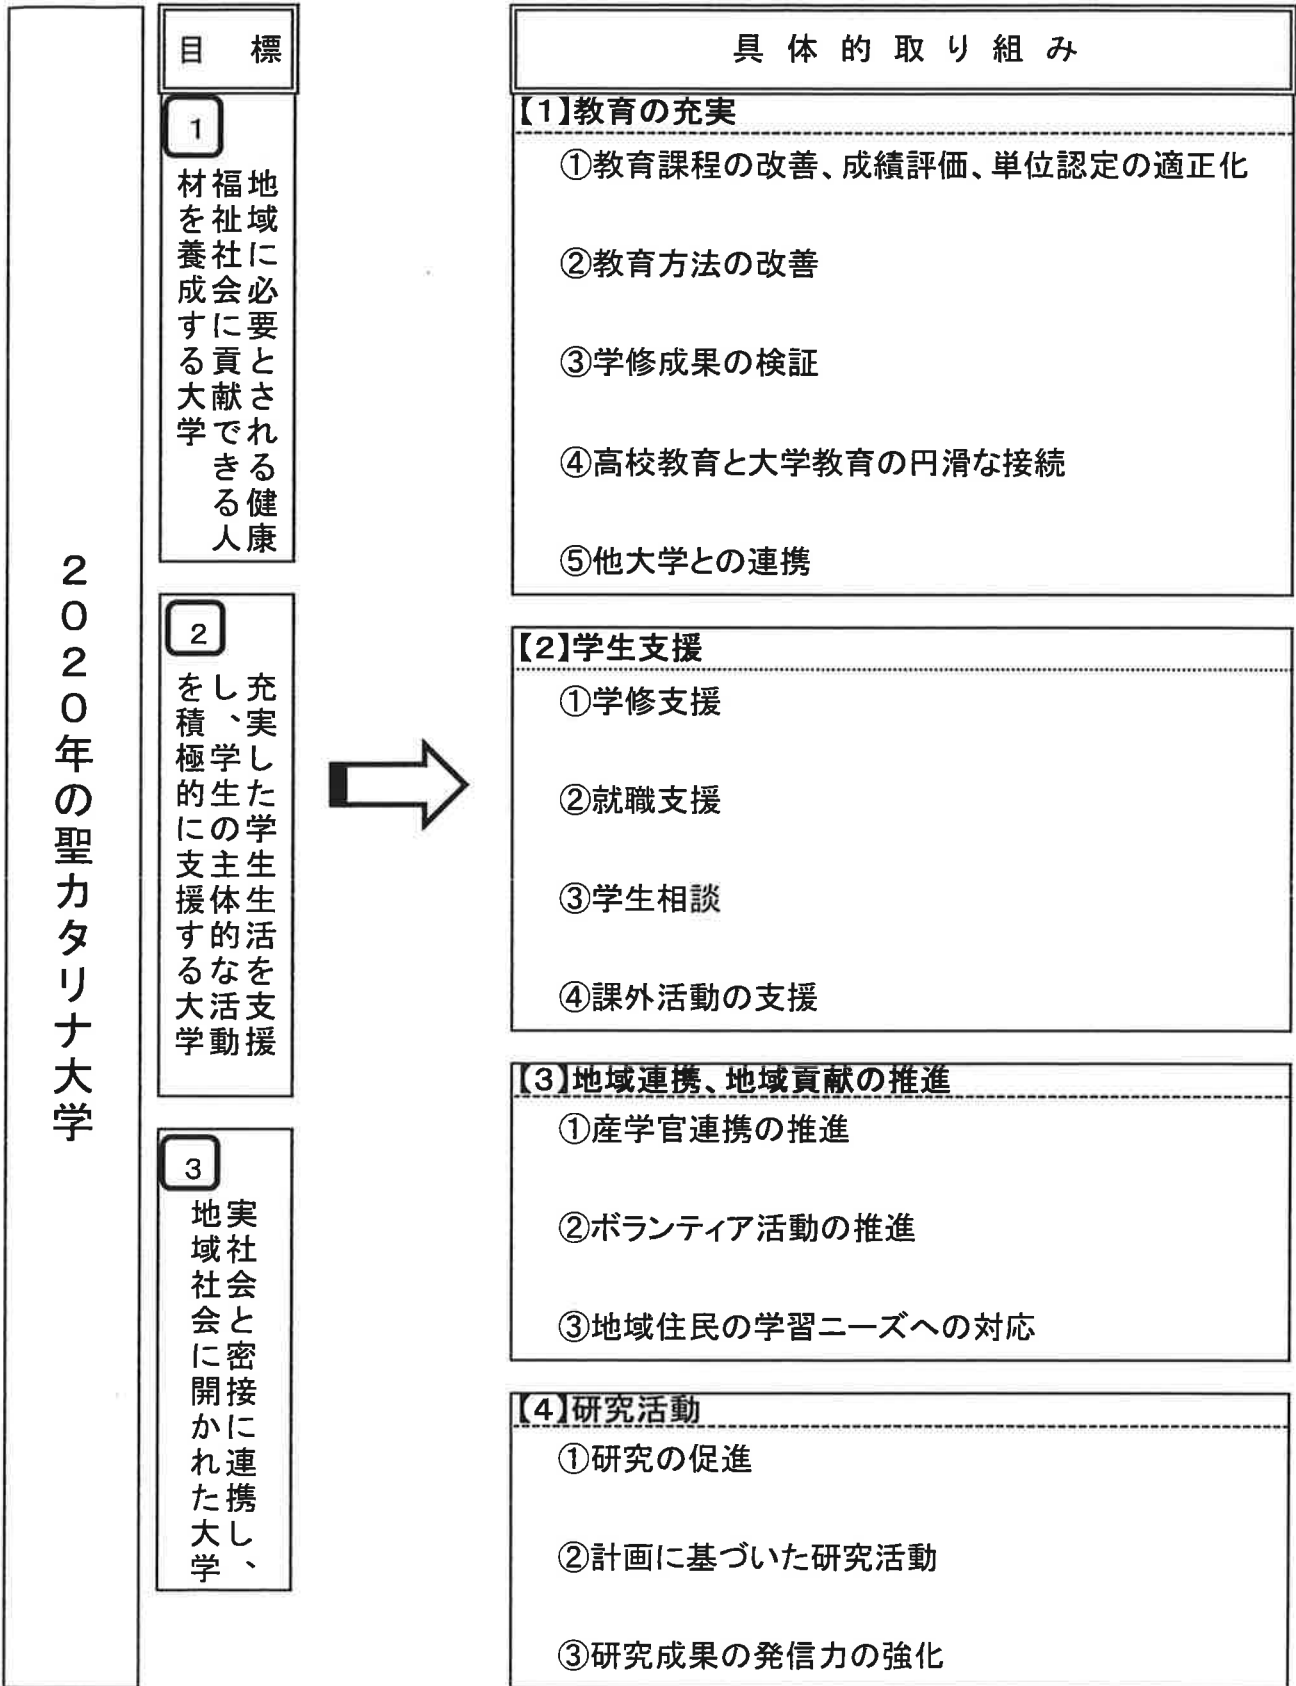 ２０２０年の聖カタリナ大学
目　標
1
地域に必要とされる健康
福祉社会に貢献できる人
材を養成する大学
2
充実した学生生活を支援
し、学生の主体的な活動
を積極的に支援する大学
3
実社会と密接に連携し、
地域社会に開かれた大学
具体的取り組み
【1】教育の充実
①教育課程の改善、成績評価、単位認定の適正化
②教育方法の改善
③学修成果の検証
④高校教育と大学教育の円滑な接続
⑤他大学との連携
【2】学生支援
①学修支援
②就職支援
③学生相談
④課外活動の支援
【3】地域連携、地域貢献の推進
①産学官連携の推進
②ボランティア活動の推進
③地域住民の学習ニーズへの対応
【4】研究活動
①研究の促進
②計画に基づいた研究活動
③研究成果の発信力の強化